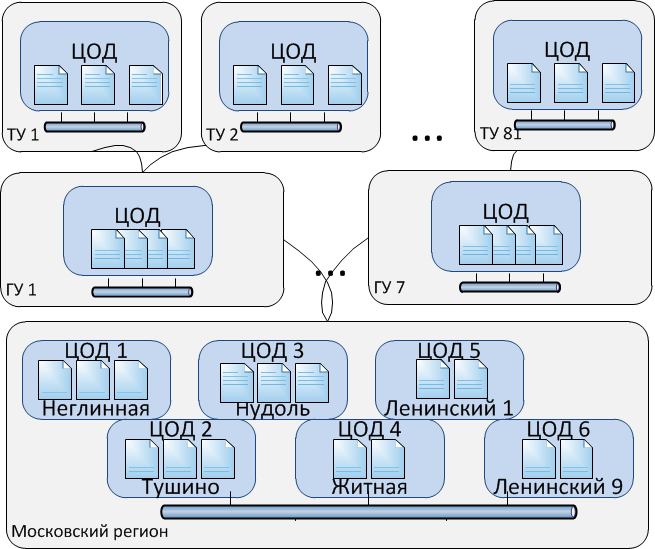 ЦОД
ТУ 1
ЦОД
ТУ 2
...
ЦОД
ТУ 81
ЦОД
ГУ 1
...
ЦОД
ГУ 7
ЦОД 1
Неглинная
ЦОД 3
Нудоль
ЦОД 5
Ленинский 1
ЦОД 2
Тушино
ЦОД 4
Житная
ЦОД 6
Ленинский 9
Московский регион